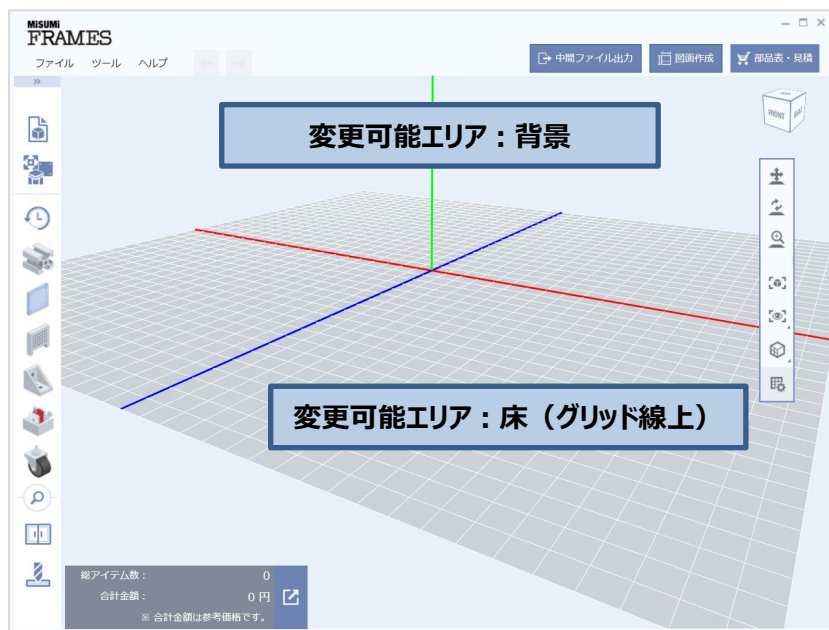 MiSUMi
FRAMES
ファイル ツール ヘルプ
中間ファイル出力 図面作成 部品表・見積
変更可能エリア：背景
FRONT
変更可能エリア：床（グリッド線上）
総アイテム数： 0
合計金額： 0 円
※ 合計金額は参考価格です。